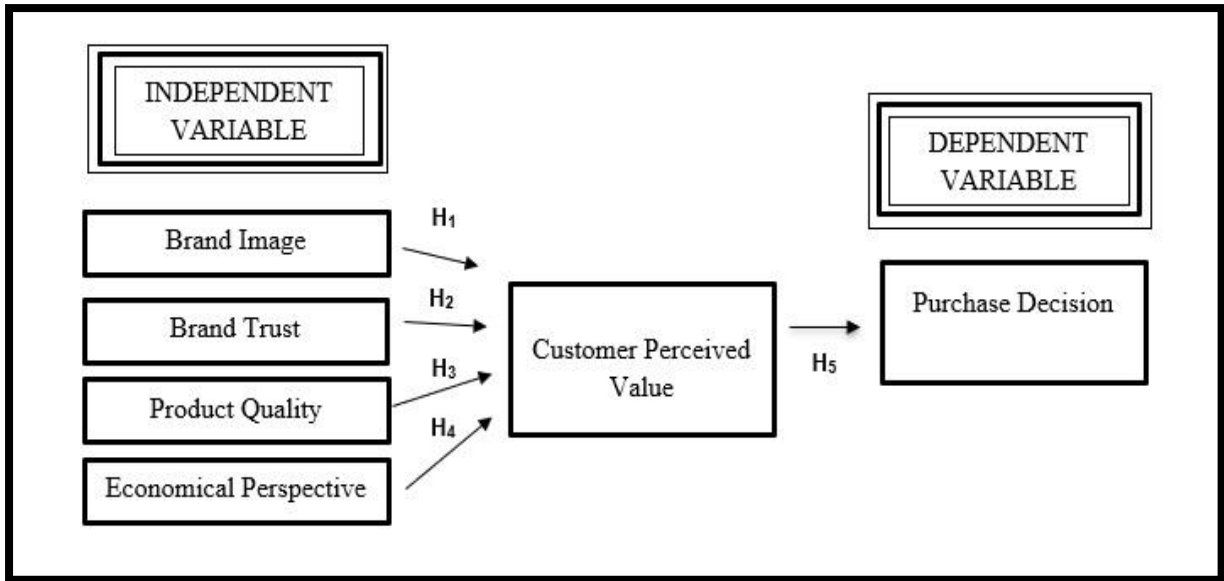 INDEPENDENT
VARIABLE
Brand Image
Brand Trust
Product Quality
Economical Perspective
H₁
H₂
H₃
H₄
Customer Perceived
Value
H₅
DEPENDENT
VARIABLE
Purchase Decision